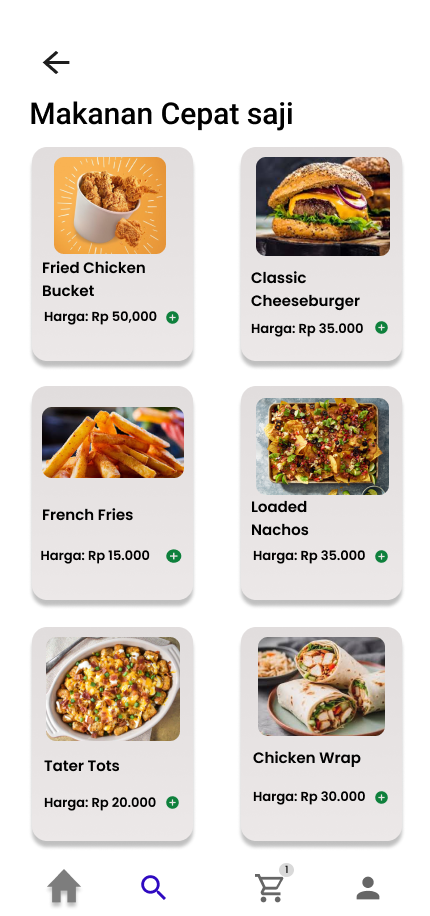 Makanan Cepat saji
Fried Chicken
Bucket
Harga: Rp 50,000
Classic
Cheeseburger
Harga: Rp 35.000
French Fries
Harga: Rp 15.000
Loaded
Nachos
Harga: Rp 35.000
Tater Tots
Harga: Rp 20.000
Chicken Wrap
Harga: Rp 30.000
1